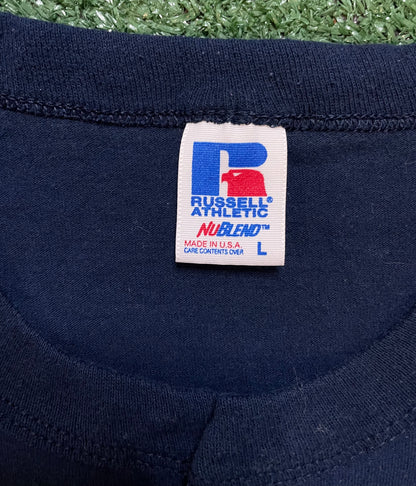 R
RUSSELL®
ATHLETIC
NUBLEND™
MADE IN U.S.A.
CARE CONTENTS OVER L